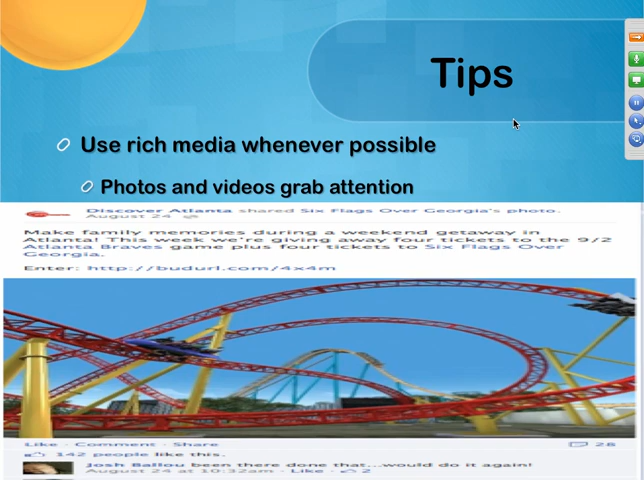 Tips
Use rich media whenever possible
Photos and videos grab attention
Discover Atlanta shared Six Flags Over Georgia's photo.
August 24
Make family memories during a weekend getaway in
Atlanta! This week we're giving away four tickets to the 9/2
Atlanta Braves game plus four tickets to Six Flags Over
Georgia.
Enter: http://budurl.com/4x4m
Like · Comment · Share 28
142 people like this.
Josh Ballou been there done that...would do it again!
August 24 at 10:32am · Like · 2